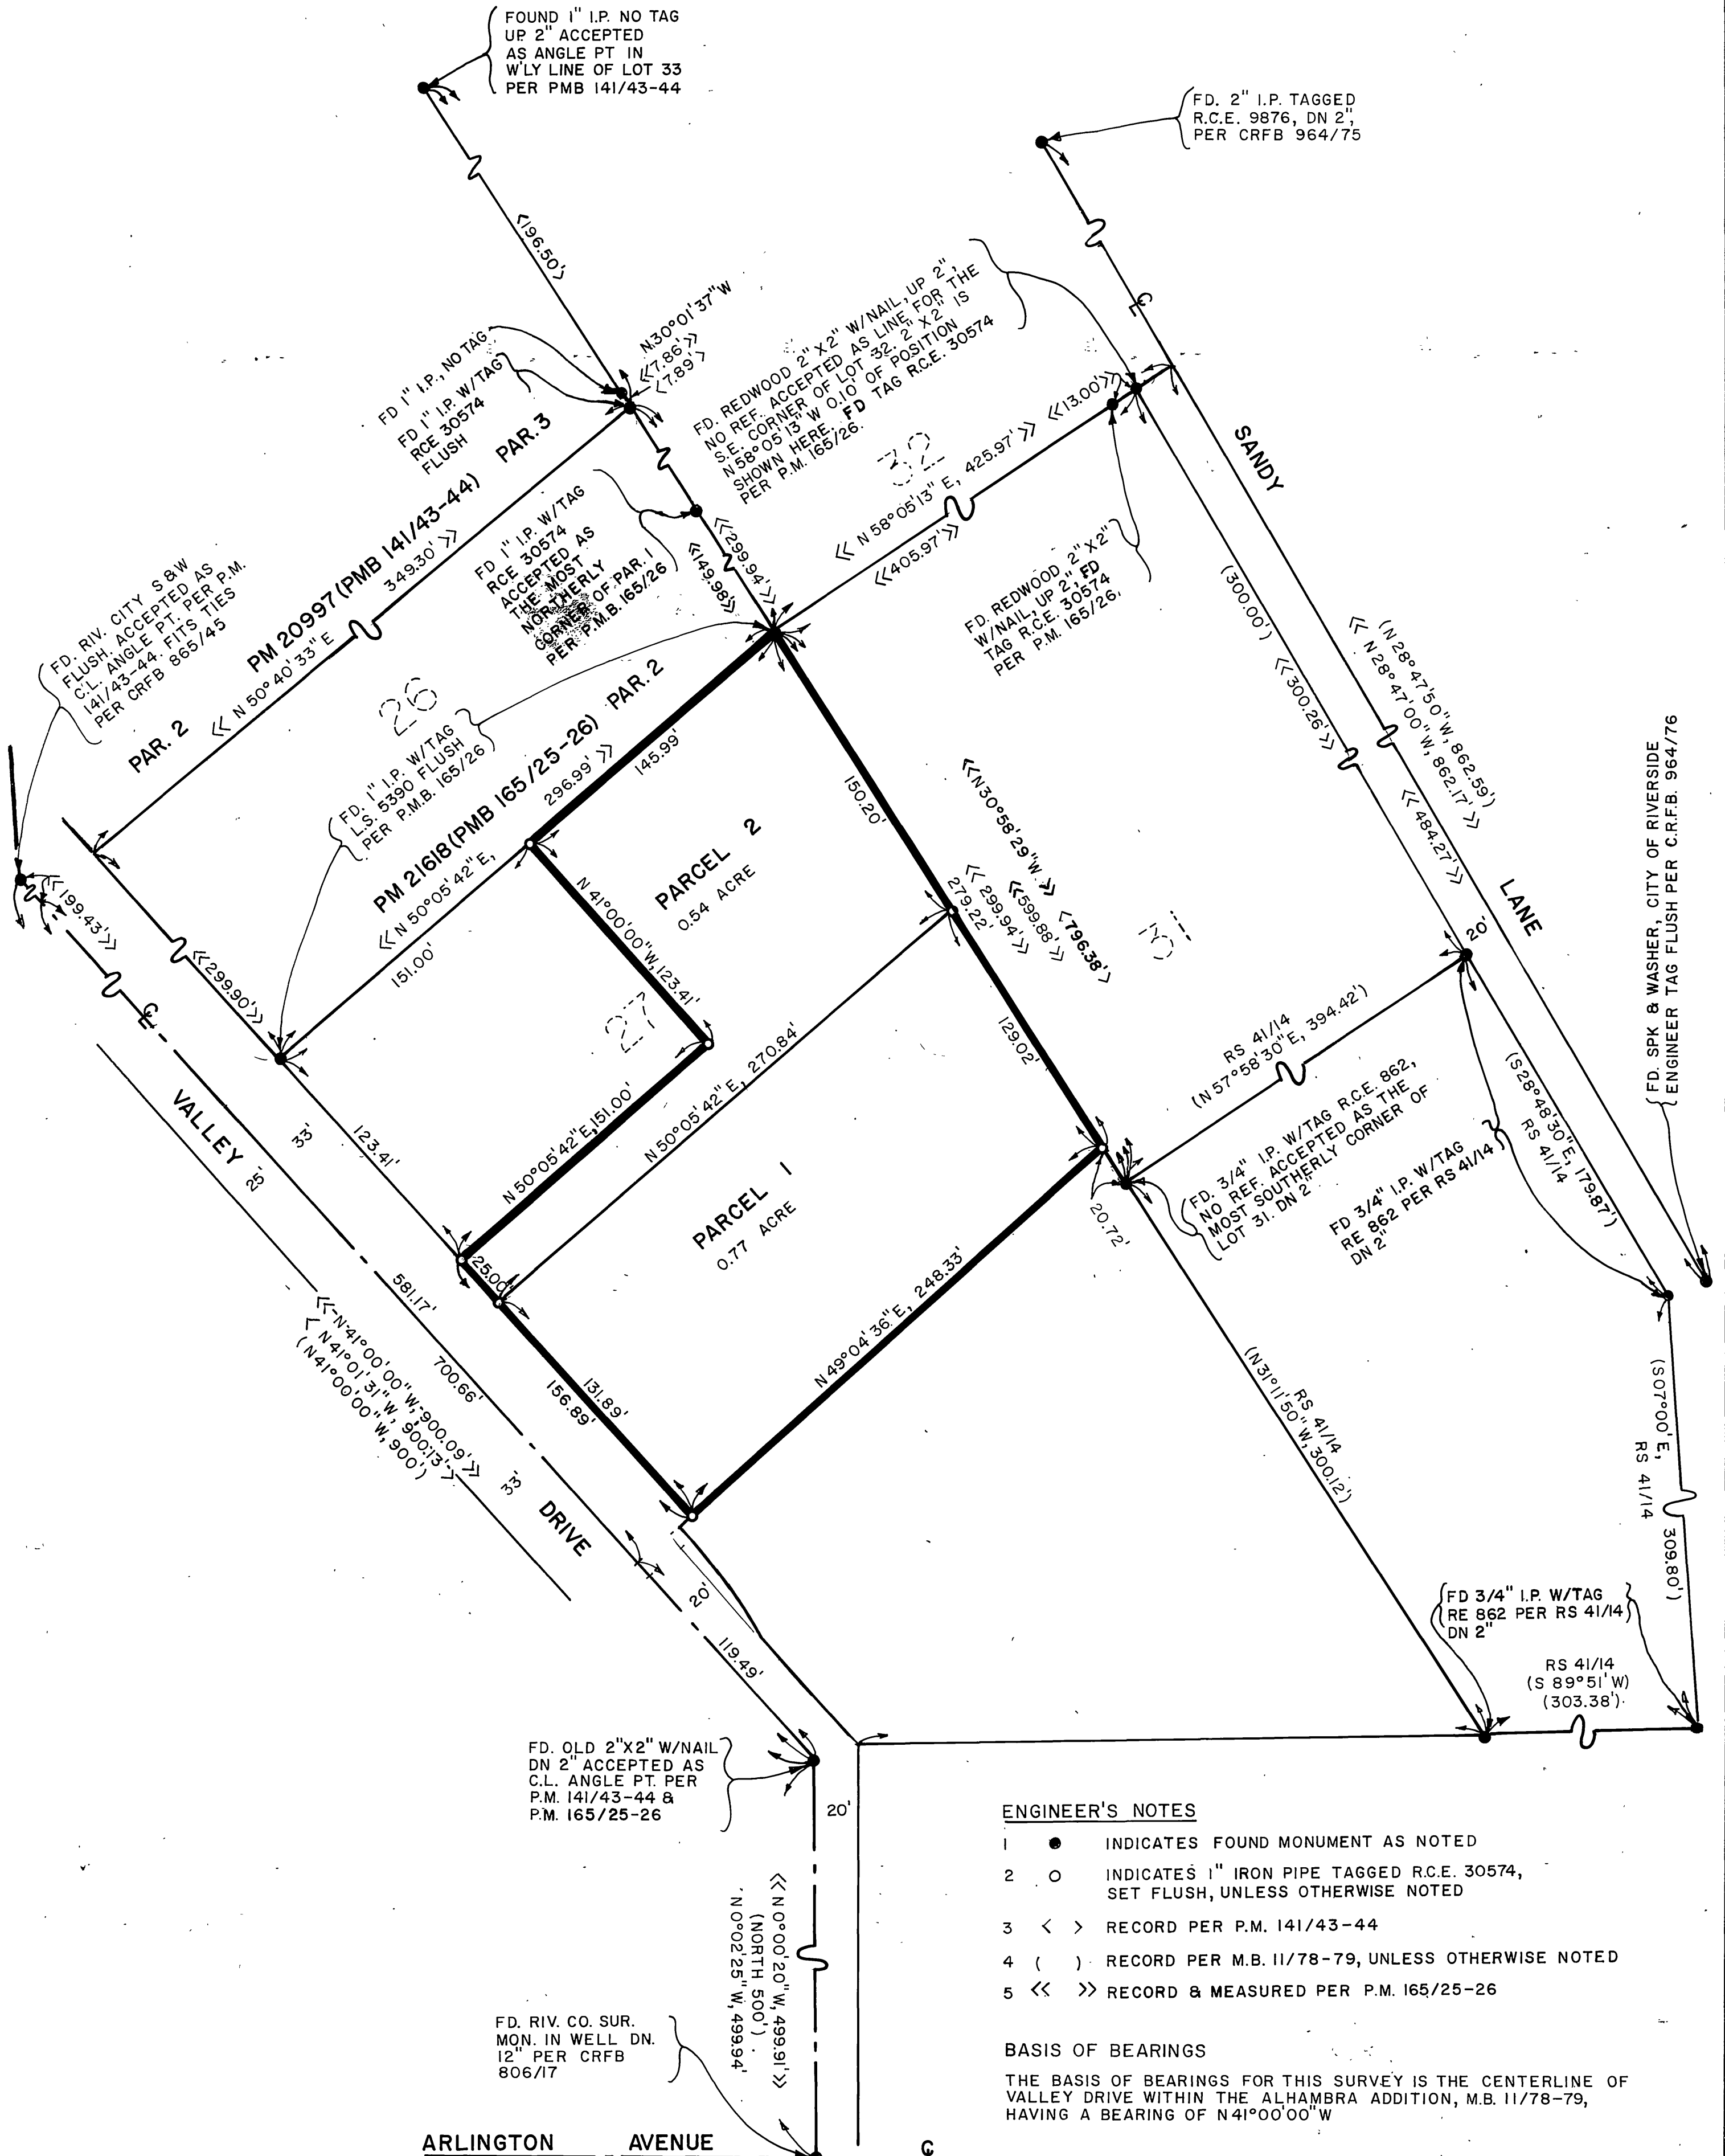 FOUND 1" I.P. NO TAG
UP 2" ACCEPTED
AS ANGLE PT IN
W'LY LINE OF LOT 33
PER PMB 141/43-44
FD. 2" I.P. TAGGED
R.C.E. 9876, DN 2",
PER CRFB 964/75
<196.50'>
N.30°01'37"W
<<7.86'>>
<7.89'>
FD 1" I.P., NO TAG
FD 1" I.P. W/TAG
RCE 30574
FLUSH
FD. REDWOOD 2"X2" W/NAIL, UP 2",
NO REF. ACCEPTED AS LINE FOR THE
S.E. CORNER OF LOT 32. 2"X2" IS
N58°05'13"W 0.10' OF POSITION
SHOWN HERE. FD TAG R.C.E. 30574
PER P.M. 165/26.
32
<<N 58°05'13"E, 425.97'>>
<<13.00'>>
<<405.97'>>
℄
SANDY
PAR. 3
PM 20997 (PMB 141/43-44)
349.30'>>
<<N 50°40'33"E
PAR. 2
FD 1" I.P. W/TAG
RCE 30574
ACCEPTED AS
THE MOST
NORTHERLY
CORNER OF PAR. 1
PER P.M.B. 165/26
<<299.94'>>
<<149.98'>>
FD. REDWOOD 2"X2"
W/NAIL, UP 2", FD
TAG R.C.E. 30574
PER P.M. 165/26.
(300.00')
<<300.26'>>
(N 28°47'50"W, 862.59')
<<N 28°47'00"W, 862.17'>>
<<484.27'>>
FD. RIV. CITY S & W
FLUSH. ACCEPTED AS
C.L. ANGLE PT. PER P.M.
141/43-44. FITS TIES
PER CRFB 865/45
26
FD. 1" I.P. W/TAG
L.S. 5390 FLUSH
PER P.M.B. 165/26
PM 21618 (PMB 165/25-26)
PAR. 2
296.99'>>
145.99'
<<N 50°05'42"E,
151.00'
<<199.43'>>
<<299.90'>>
℄
150.20'
PARCEL 2
0.54 ACRE
N 41°00'00"W, 123.41'
27
<<N30°58'29"W.>>
279.22'
<<299.94'>>
<<599.88'>>
<796.38'>
31
LANE
20'
129.02'
VALLEY
25'
33'
123.41'
N 50°05'42"E, 151.00'
N 50°05'42"E, 270.84'
PARCEL 1
0.77 ACRE
RS 41/14
(N 57°58'30"E, 394.42')
FD. 3/4" I.P. W/TAG R.C.E. 862,
NO REF. ACCEPTED AS THE
MOST SOUTHERLY CORNER OF
LOT 31. DN 2"
20.72'
FD 3/4" I.P. W/TAG
RE 862 PER RS 41/14
DN 2"
(S 28°48'30"E, 179.87')
RS 41/14
FD. SPK & WASHER, CITY OF RIVERSIDE
ENGINEER TAG FLUSH PER C.R.F.B. 964/76
25.00'
581.17'
700.66'
<<N 41°00'00"W, 900.09'>>
<N 41°01'31"W, 900.13'>
(N41°00'00"W, 900')
131.89'
156.89'
N 49°04'36"E, 248.33'
RS 41/14
(N31°11'50"W, 300.12')
(S07°00'E,
RS 41/14
309.80')
33'
DRIVE
20'
119.49'
FD 3/4" I.P. W/TAG
RE 862 PER RS 41/14
DN 2"
RS 41/14
(S 89°51'W)
(303.38')
FD. OLD 2"X2" W/NAIL
DN 2" ACCEPTED AS
C.L. ANGLE PT. PER
P.M. 141/43-44 &
P.M. 165/25-26
20'
<<N 0°00'20"W, 499.91'>>
(NORTH 500')
'N 0°02'25"W, 499.94'
FD. RIV. CO. SUR.
MON. IN WELL DN.
12" PER CRFB
806/17
ARLINGTON AVENUE
℄
ENGINEER'S NOTES
1 ● INDICATES FOUND MONUMENT AS NOTED
2 ○ INDICATES 1" IRON PIPE TAGGED R.C.E. 30574,
SET FLUSH, UNLESS OTHERWISE NOTED
3 < > RECORD PER P.M. 141/43-44
4 ( ) RECORD PER M.B. 11/78-79, UNLESS OTHERWISE NOTED
5 << >> RECORD & MEASURED PER P.M. 165/25-26
BASIS OF BEARINGS
THE BASIS OF BEARINGS FOR THIS SURVEY IS THE CENTERLINE OF
VALLEY DRIVE WITHIN THE ALHAMBRA ADDITION, M.B. 11/78-79,
HAVING A BEARING OF N 41°00'00"W